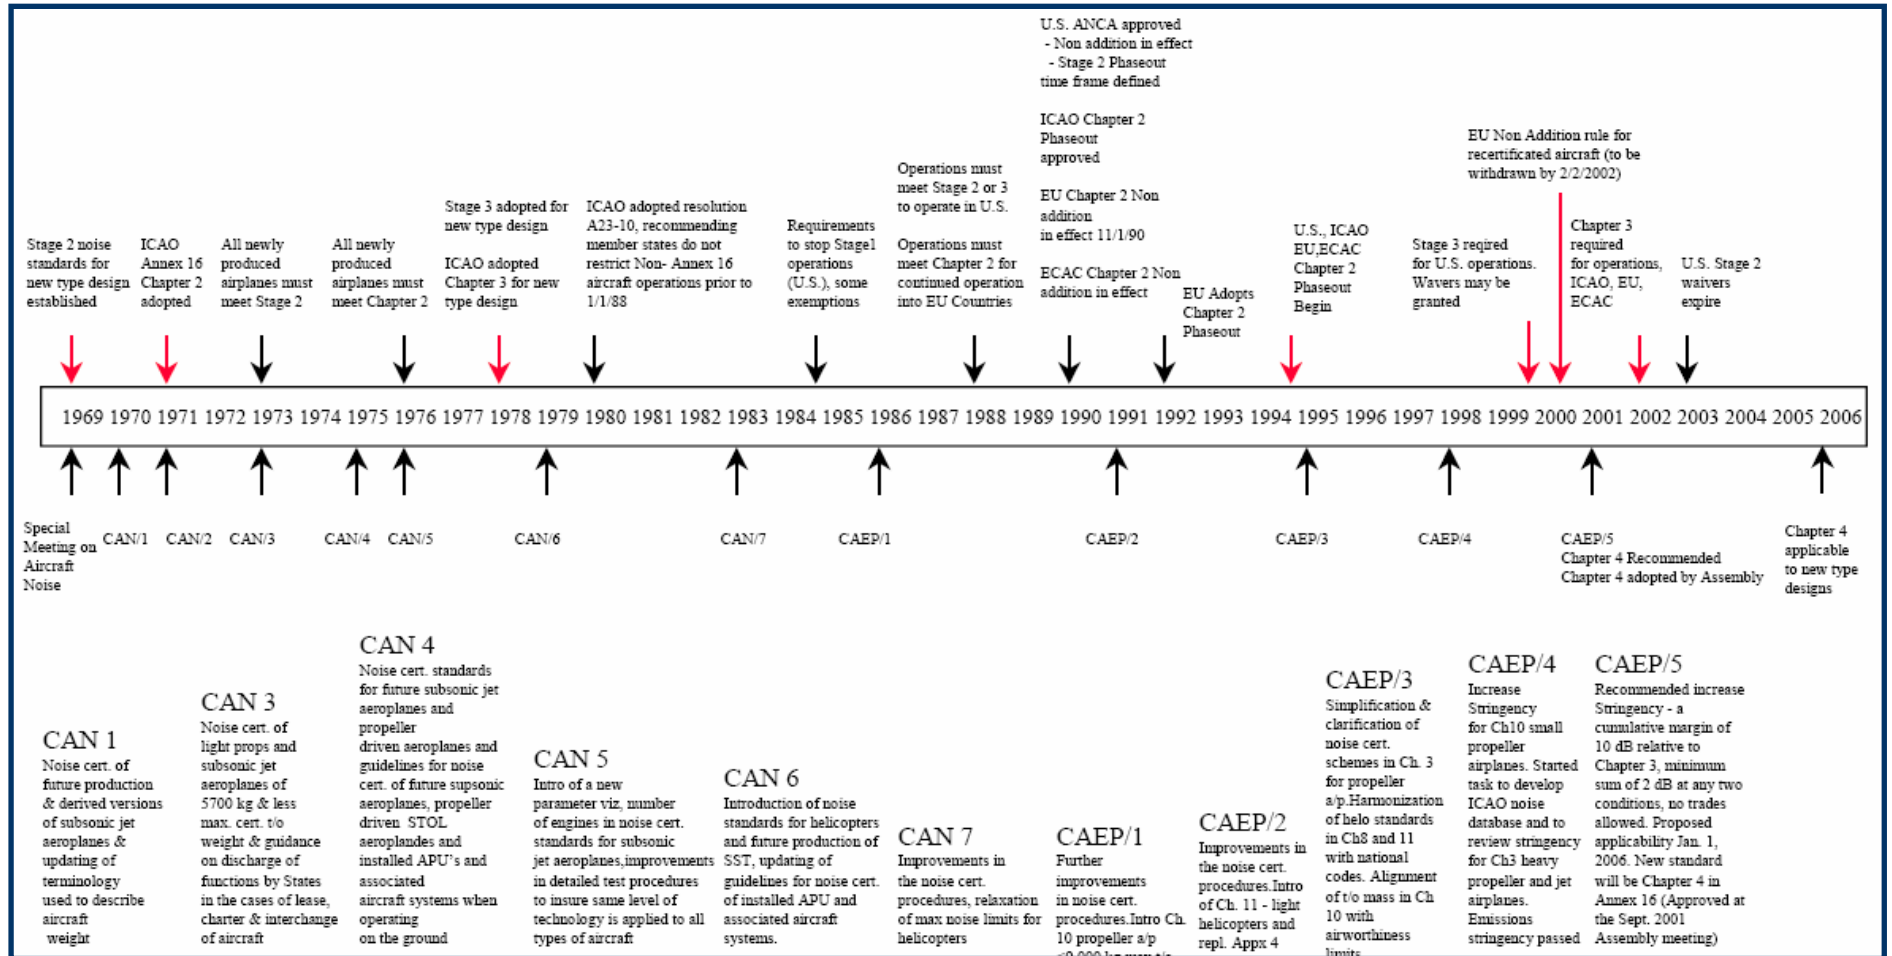 U.S. ANCA approved
- Non addition in effect
- Stage 2 Phaseout
time frame defined
ICAO Chapter 2
Phaseout
approved
EU Chapter 2 Non
addition
in effect 11/1/90
ECAC Chapter 2 Non
addition in effect
Stage 2 noise
standards for
new type design
established
ICAO
Annex 16
Chapter 2
adopted
All newly
produced
airplanes must
meet Stage 2
All newly
produced
airplanes must
meet Chapter 2
Stage 3 adopted for
new type design
ICAO adopted
Chapter 3 for new
type design
ICAO adopted resolution
A23-10, recommending
member states do not
restrict Non- Annex 16
aircraft operations prior to
1/1/88
Requirements
to stop Stage1
operations
(U.S.), some
exemptions
Operations must
meet Stage 2 or 3
to operate in U.S.
Operations must
meet Chapter 2 for
continued operation
into EU Countries
EU Adopts
Chapter 2
Phaseout
U.S., ICAO
EU,ECAC
Chapter 2
Phaseout
Begin
Stage 3 reqired
for U.S. operations.
Wavers may be
granted
EU Non Addition rule for
recertificated aircraft (to be
withdrawn by 2/2/2002)
Chapter 3
required
for operations,
ICAO, EU,
ECAC
U.S. Stage 2
waivers
expire
1969 1970 1971 1972 1973 1974 1975 1976 1977 1978 1979 1980 1981 1982 1983 1984 1985 1986 1987 1988 1989 1990 1991 1992 1993 1994 1995 1996 1997 1998 1999 2000 2001 2002 2003 2004 2005 2006
Special
Meeting on
Aircraft
Noise
CAN/1
CAN/2
CAN/3
CAN/4
CAN/5
CAN/6
CAN/7
CAEP/1
CAEP/2
CAEP/3
CAEP/4
CAEP/5
Chapter 4 Recommended
Chapter 4 adopted by Assembly
Chapter 4
applicable
to new type
designs
CAN 1
Noise cert. of
future production
& derived versions
of subsonic jet
aeroplanes &
updating of
terminology
used to describe
aircraft
weight
CAN 3
Noise cert. of
light props and
subsonic jet
aeroplanes of
5700 kg & less
max. cert. t/o
weight & guidance
on discharge of
functions by States
in the cases of lease,
charter & interchange
of aircraft
CAN 4
Noise cert. standards
for future subsonic jet
aeroplanes and
propeller
driven aeroplanes and
guidelines for noise
cert. of future supsonic
aeroplanes, propeller
driven STOL
aeroplandes and
installed APU's and
associated
aircraft systems when
operating
on the ground
CAN 5
Intro of a new
parameter viz, number
of engines in noise cert.
standards for subsonic
jet aeroplanes,improvements
in detailed test procedures
to insure same level of
technology is applied to all
types of aircraft
CAN 6
Introduction of noise
standards for helicopters
and future production of
SST, updating of
guidelines for noise cert.
of installed APU and
associated aircraft
systems.
CAN 7
Improvements in
the noise cert.
procedures, relaxation
of max noise limits for
helicopters
CAEP/1
Further
improvements
in noise cert.
procedures.Intro Ch.
10 propeller a/p
CAEP/2
Improvements in
the noise cert.
procedures.Intro
of Ch. 11 - light
helicopters and
repl. Appx 4
CAEP/3
Simplification &
clarification of
noise cert.
schemes in Ch. 3
for propeller
a/p.Harmonization
of helo standards
in Ch8 and 11
with national
codes. Alignment
of t/o mass in Ch
10 with
airworthiness
limits
CAEP/4
Increase
Stringency
for Ch10 small
propeller
airplanes. Started
task to develop
ICAO noise
database and to
review stringency
for Ch3 heavy
propeller and jet
airplanes.
Emissions
stringency passed
CAEP/5
Recommended increase
Stringency - a
cumulative margin of
10 dB relative to
Chapter 3, minimum
sum of 2 dB at any two
conditions, no trades
allowed. Proposed
applicability Jan. 1,
2006. New standard
will be Chapter 4 in
Annex 16 (Approved at
the Sept. 2001
Assembly meeting)